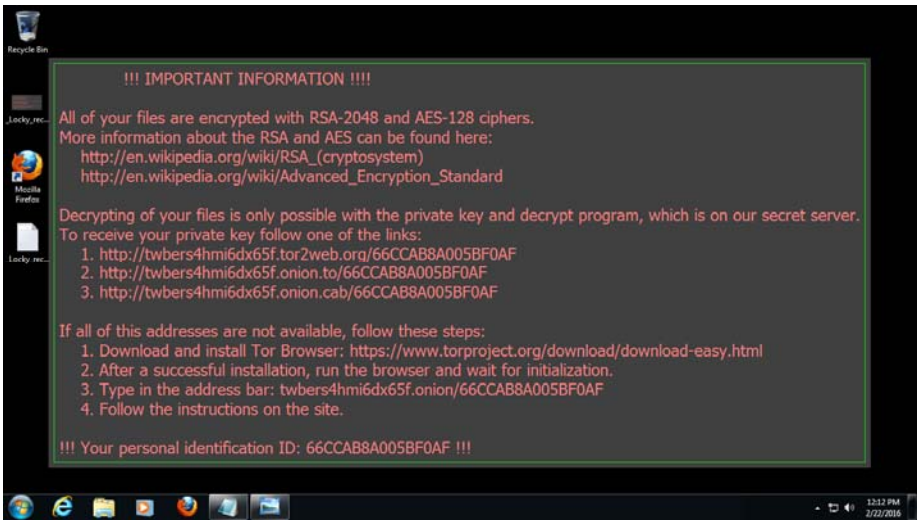 Recycle Bin
!!! IMPORTANT INFORMATION !!!!
All of your files are encrypted with RSA-2048 and AES-128 ciphers.
More information about the RSA and AES can be found here:
http://en.wikipedia.org/wiki/RSA_(cryptosystem)
http://en.wikipedia.org/wiki/Advanced_Encryption_Standard
_Locky_rec...
Mozilla
Firefox
Decrypting of your files is only possible with the private key and decrypt program, which is on our secret server.
To receive your private key follow one of the links:
1. http://twbers4hmi6dx65f.tor2web.org/66CCAB8A005BF0AF
2. http://twbers4hmi6dx65f.onion.to/66CCAB8A005BF0AF
3. http://twbers4hmi6dx65f.onion.cab/66CCAB8A005BF0AF
Locky rec...
If all of this addresses are not available, follow these steps:
1. Download and install Tor Browser: https://www.torproject.org/download/download-easy.html
2. After a successful installation, run the browser and wait for initialization.
3. Type in the address bar: twbers4hmi6dx65f.onion/66CCAB8A005BF0AF
4. Follow the instructions on the site.
!!! Your personal identification ID: 66CCAB8A005BF0AF !!!
12:12 PM
2/22/2016